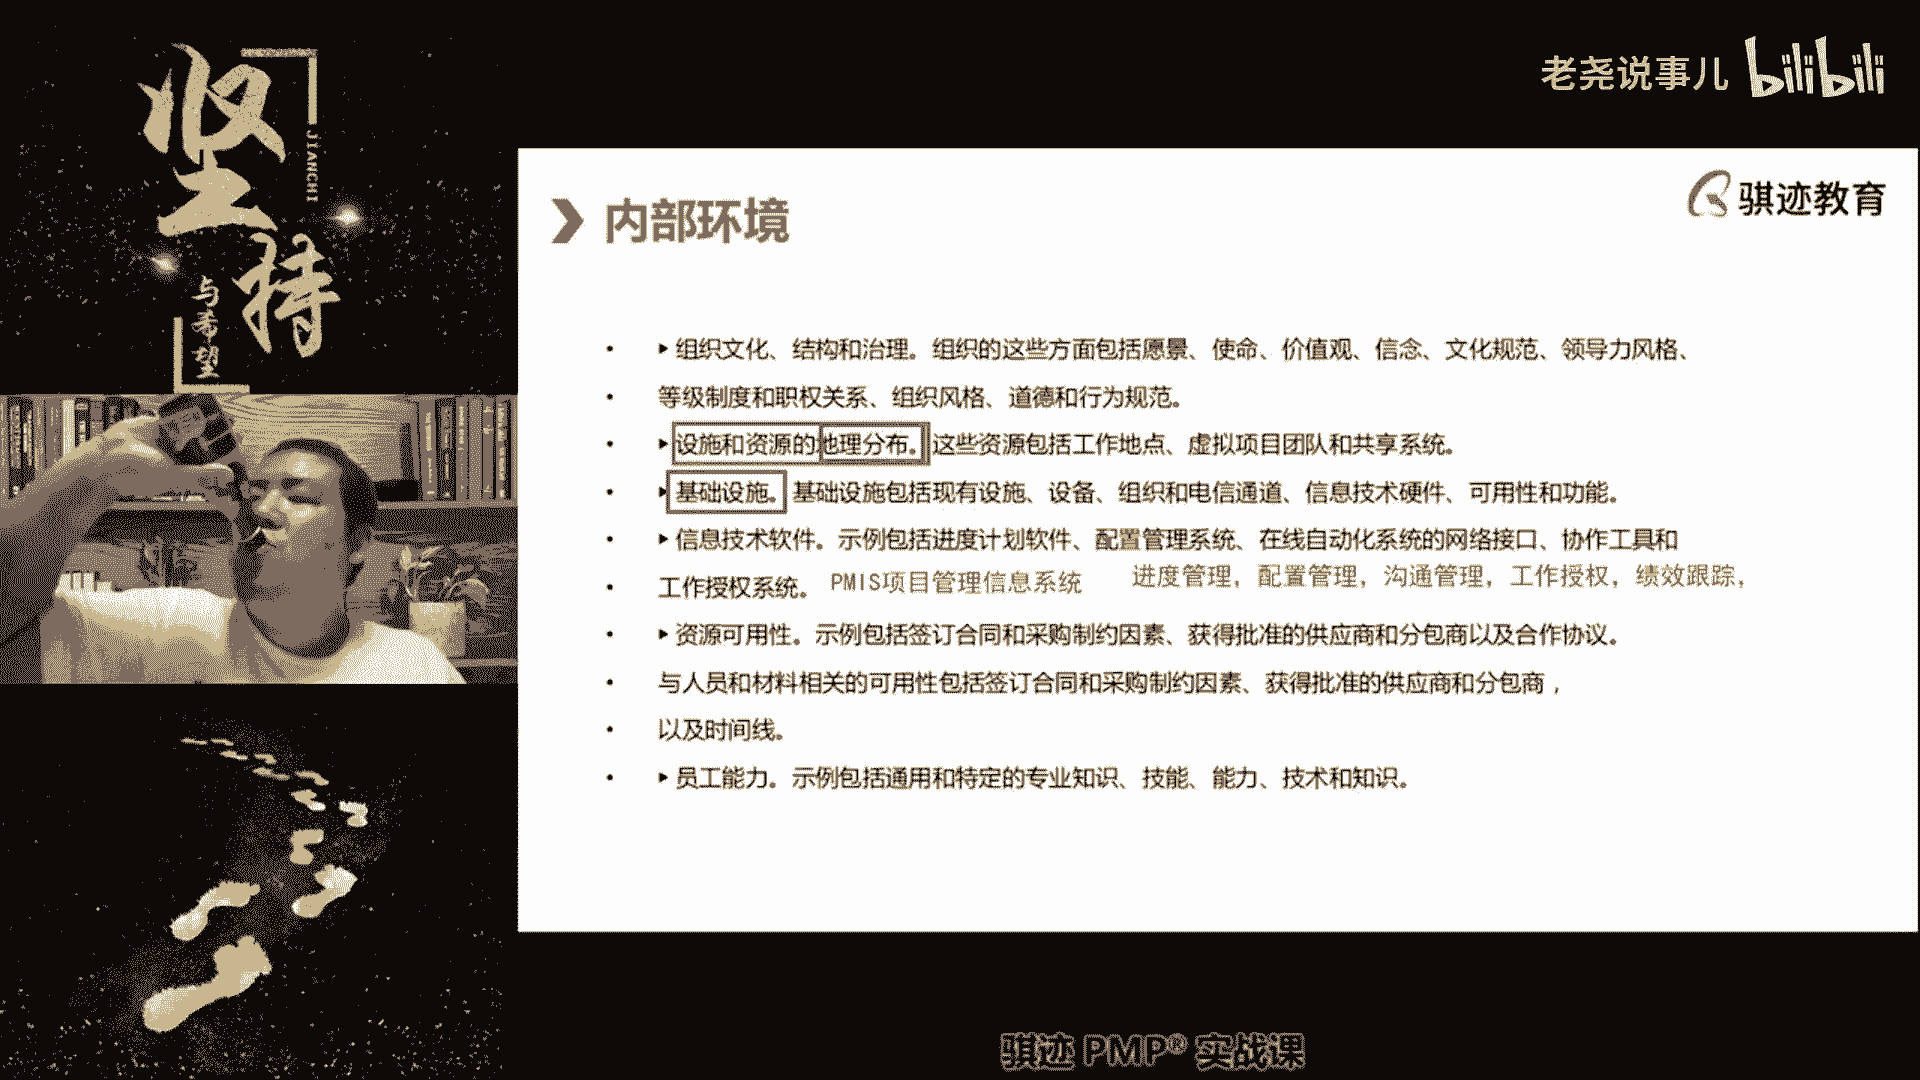 坚持
JIANCHI
与希望
老尧说事儿 bilibili
骐迹教育
内部环境
• ▸组织文化、结构和治理。组织的这些方面包括愿景、使命、价值观、信念、文化规范、领导力风格、
• 等级制度和职权关系、组织风格、道德和行为规范。
• ▸设施和资源的地理分布。这些资源包括工作地点、虚拟项目团队和共享系统。
• ▸基础设施。基础设施包括现有设施、设备、组织和电信通道、信息技术硬件、可用性和功能。
• ▸信息技术软件。示例包括进度计划软件、配置管理系统、在线自动化系统的网络接口、协作工具和
• 工作授权系统。 PMIS项目管理信息系统 进度管理，配置管理，沟通管理，工作授权，绩效跟踪，
• ▸资源可用性。示例包括签订合同和采购制约因素、获得批准的供应商和分包商以及合作协议。
• 与人员和材料相关的可用性包括签订合同和采购制约因素、获得批准的供应商和分包商，
• 以及时间线。
• ▸员工能力。示例包括通用和特定的专业知识、技能、能力、技术和知识。
骐迹 PMP® 实战课